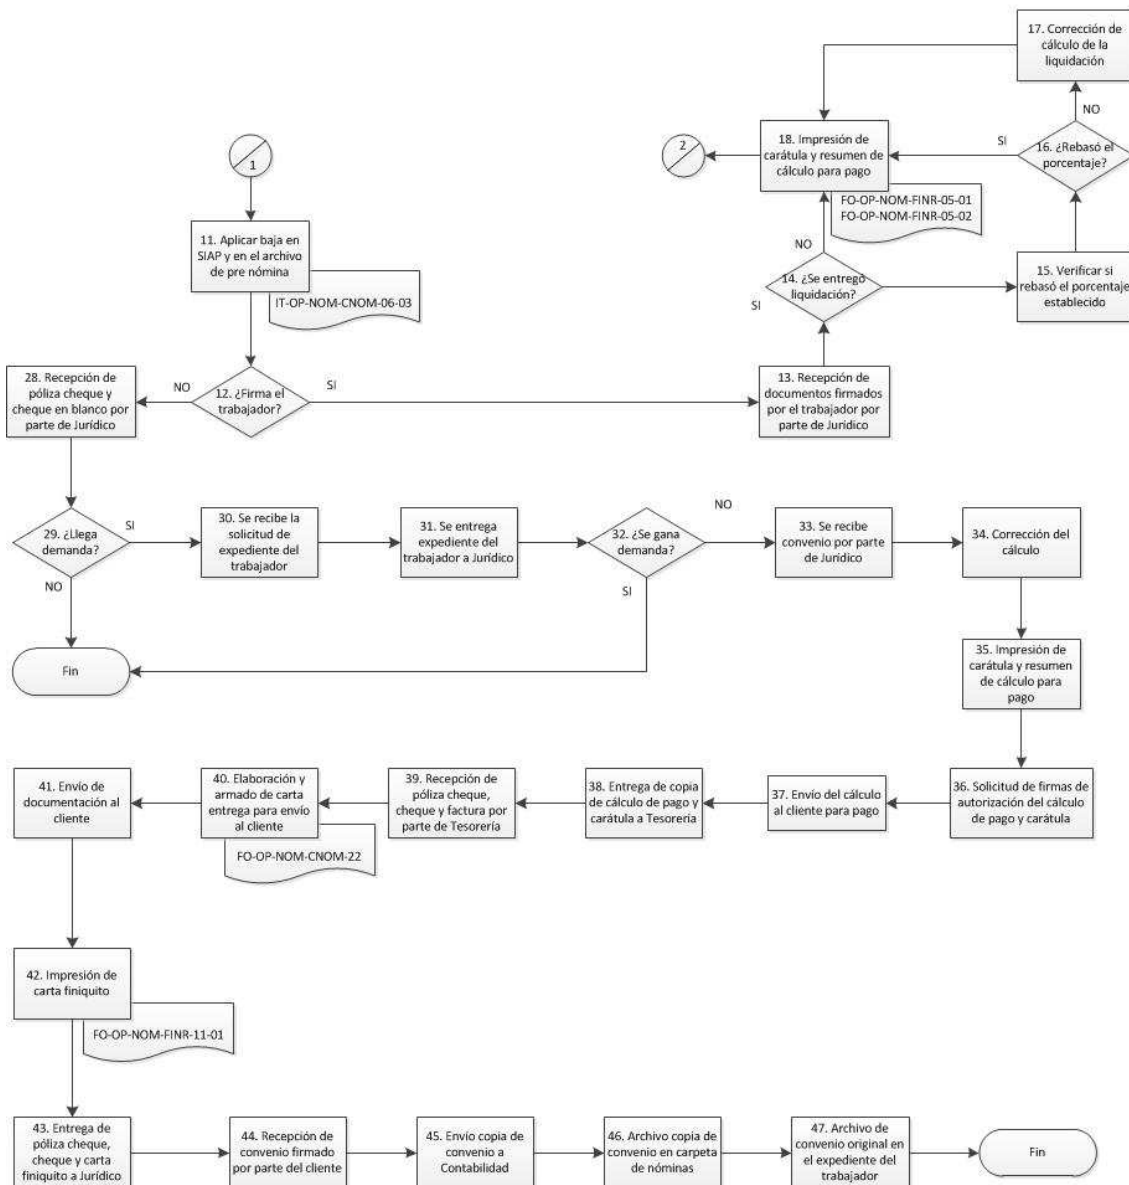 17. Corrección de
cálculo de la
liquidación
NO
2
18. Impresión de
carátula y resumen de
cálculo para pago
SI
16. ¿Rebasó el
porcentaje?
FO-OP-NOM-FINR-05-01
FO-OP-NOM-FINR-05-02
1
11. Aplicar baja en
SIAP y en el archivo
de pre nómina
IT-OP-NOM-CNOM-06-03
NO
14. ¿Se entregó
liquidación?
SI
15. Verificar si
rebasó el porcentaje
establecido
28. Recepción de
póliza cheque y
cheque en blanco por
parte de Jurídico
NO
12. ¿Firma el
trabajador?
SI
13. Recepción de
documentos firmados
por el trabajador por
parte de Jurídico
29. ¿Llega
demanda?
SI
NO
30. Se recibe la
solicitud de
expediente del
trabajador
31. Se entrega
expediente del
trabajador a Jurídico
32. ¿Se gana
demanda?
NO
SI
33. Se recibe
convenio por parte
de Jurídico
34. Corrección del
cálculo
Fin
35. Impresión de
carátula y resumen
de cálculo para
pago
41. Envío de
documentación al
cliente
40. Elaboración y
armado de carta
entrega para envío
al cliente
FO-OP-NOM-CNOM-22
39. Recepción de
póliza cheque,
cheque y factura por
parte de Tesorería
38. Entrega de copia
de cálculo de pago y
carátula a Tesorería
37. Envío del cálculo
al cliente para pago
36. Solicitud de firmas de
autorización del cálculo
de pago y carátula
42. Impresión de
carta finiquito
FO-OP-NOM-FINR-11-01
43. Entrega de
póliza cheque,
cheque y carta
finiquito a Jurídico
44. Recepción de
convenio firmado
por parte del cliente
45. Envío copia de
convenio a
Contabilidad
46. Archivo copia de
convenio en carpeta
de nóminas
47. Archivo de
convenio original en
el expediente del
trabajador
Fin